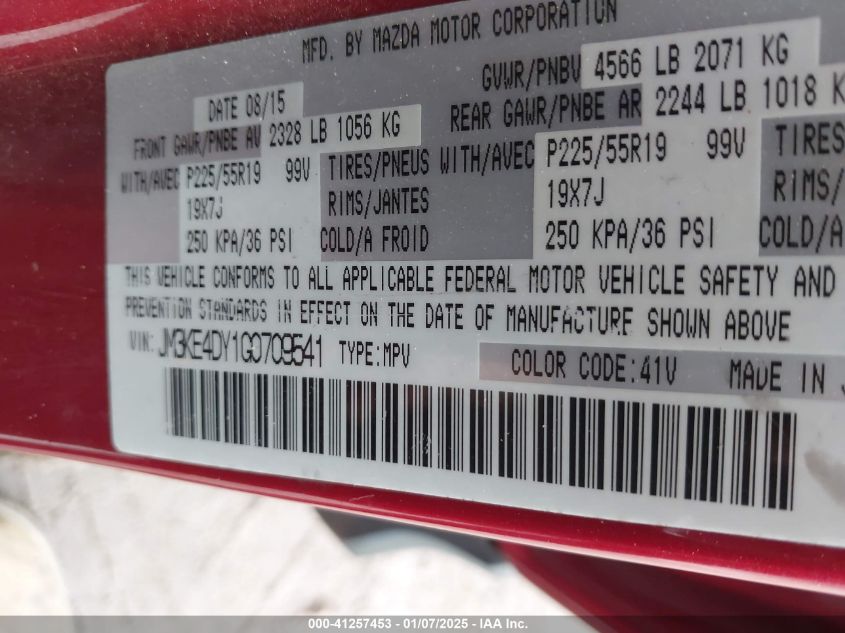 MFD. BY MAZDA MOTOR CORPORATION
GVWR/PNBV 4566 LB 2071 KG
DATE 08/15
FRONT GAWR/PNBE AV 2328 LB 1056 KG REAR GAWR/PNBE AR 2244 LB 1018 K
WITH/AVEC P225/55R19 99V TIRES/PNEUS WITH/AVEC P225/55R19 99V TIRES
19X7J RIMS/JANTES 19X7J RIMS/
250 KPA/36 PSI COLD/A FROID 250 KPA/36 PSI COLD/A
THIS VEHICLE CONFORMS TO ALL APPLICABLE FEDERAL MOTOR VEHICLE SAFETY AND
PREVENTION STANDARDS IN EFFECT ON THE DATE OF MANUFACTURE SHOWN ABOVE
VIN: JM3KE4DY1G0709541 TYPE:MPV COLOR CODE:41V MADE IN
000-41257453 - 01/07/2025 - IAA Inc.